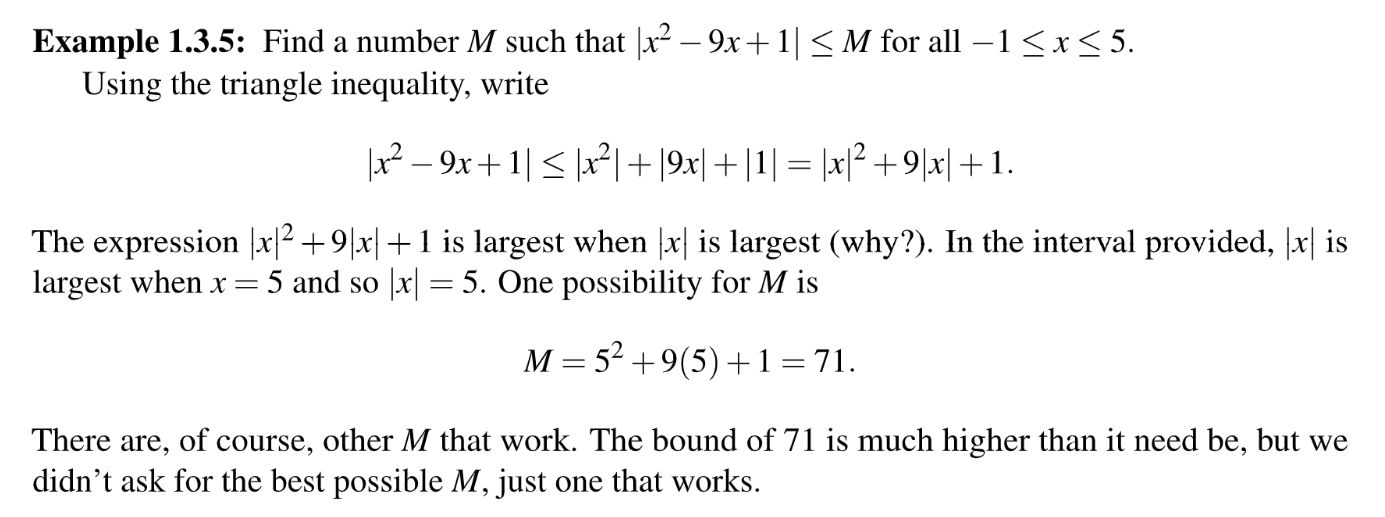 Example 1.3.5: Find a number M such that |x² − 9x + 1| ≤ M for all −1 ≤ x ≤ 5.
Using the triangle inequality, write
|x² − 9x + 1| ≤ |x²| + |9x| + |1| = |x|² + 9|x| + 1.
The expression |x|² + 9|x| + 1 is largest when |x| is largest (why?). In the interval provided, |x| is
largest when x = 5 and so |x| = 5. One possibility for M is
M = 5² + 9(5) + 1 = 71.
There are, of course, other M that work. The bound of 71 is much higher than it need be, but we
didn’t ask for the best possible M, just one that works.